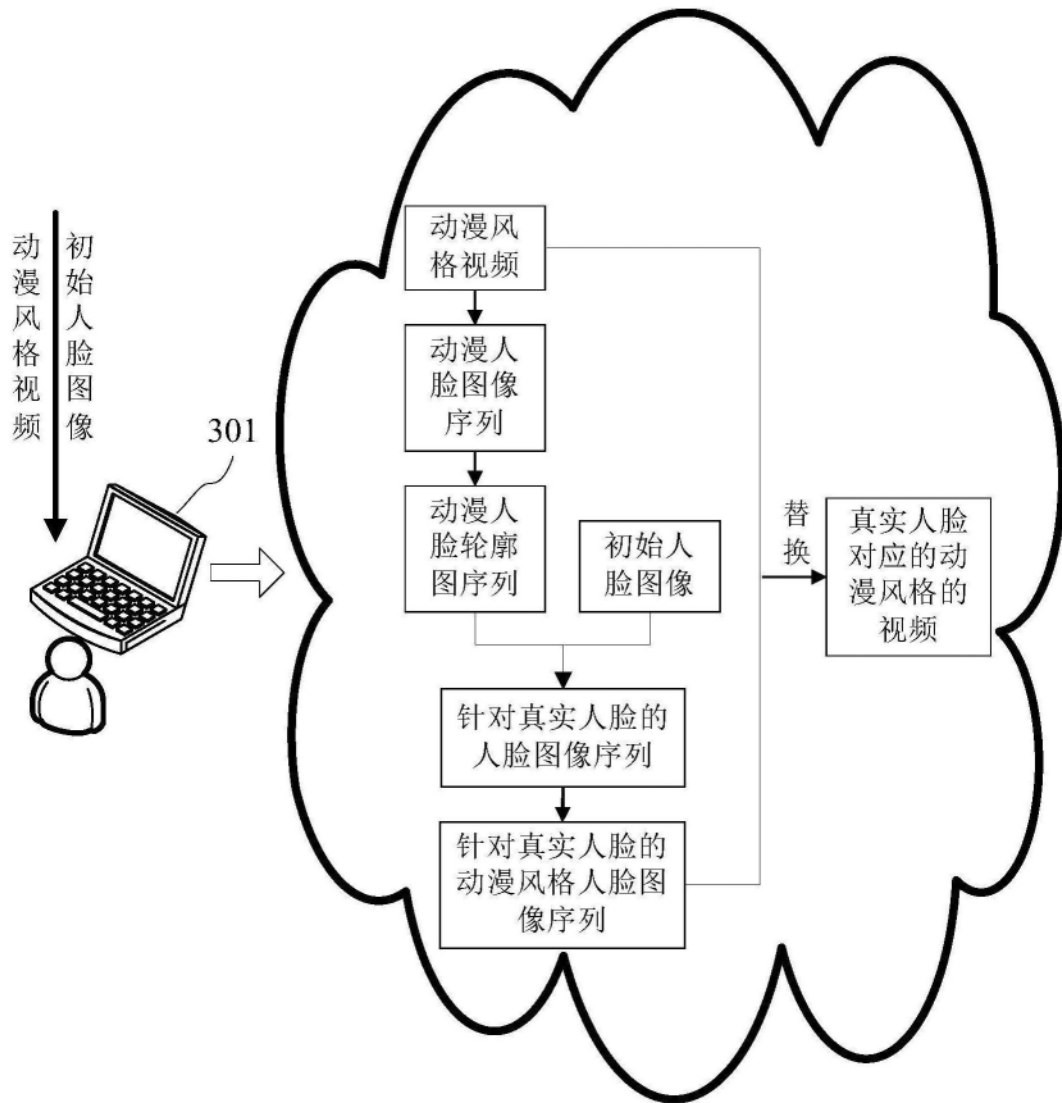 动漫风格视频
初始人脸图像
301
动漫风
格视频
动漫人
脸图像
序列
动漫人
脸轮廓
图序列
初始人
脸图像
针对真实人脸的
人脸图像序列
针对真实人脸的
动漫风格人脸图
像序列
替换
真实人脸
对应的动
漫风格的
视频